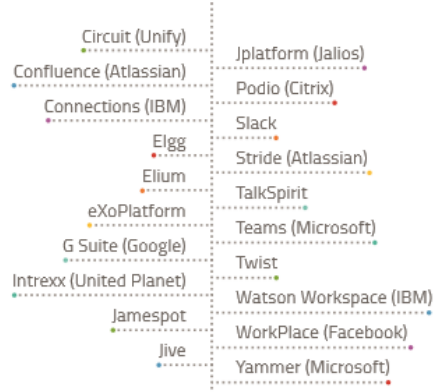 Circuit (Unify)
Confluence (Atlassian)
Connections (IBM)
Elgg
Elium
eXoPlatform
G Suite (Google)
Intrexx (United Planet)
Jamespot
Jive
Jplatform (Jalios)
Podio (Citrix)
Slack
Stride (Atlassian)
TalkSpirit
Teams (Microsoft)
Twist
Watson Workspace (IBM)
WorkPlace (Facebook)
Yammer (Microsoft)